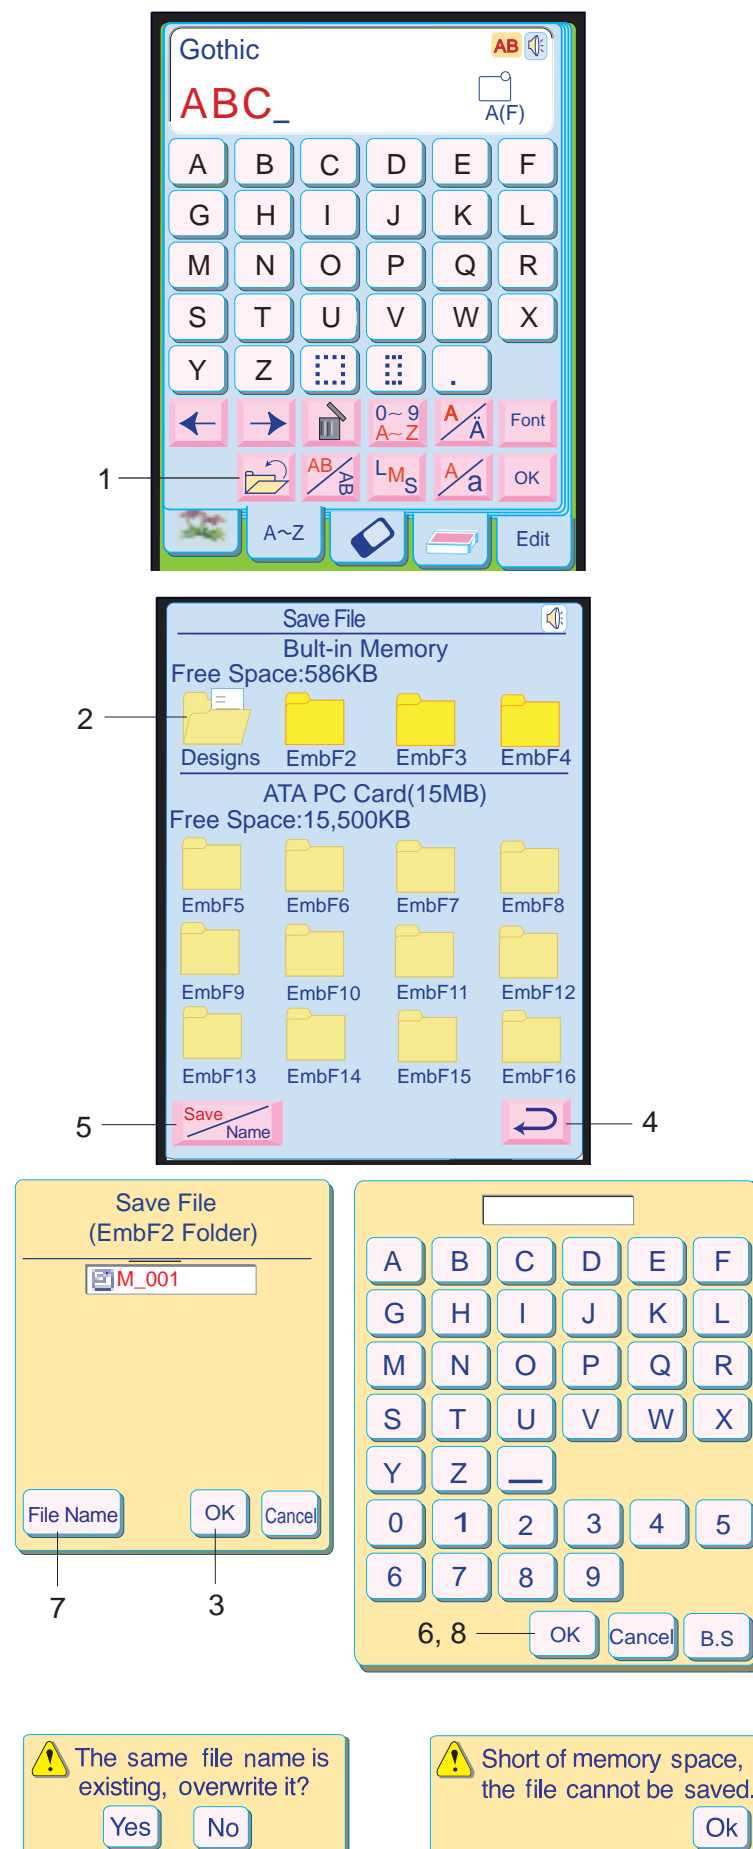 Gothic AB
ABC_ A(F)
A B C D E F
G H I J K L
M N O P Q R
S T U V W X
Y Z .
0~9 A~Z A/Ä Font
1 AB/AB LMS A/a OK
A~Z Edit
Save File
Bult-in Memory
Free Space:586KB
2
Designs EmbF2 EmbF3 EmbF4
ATA PC Card(15MB)
Free Space:15,500KB
EmbF5 EmbF6 EmbF7 EmbF8
EmbF9 EmbF10 EmbF11 EmbF12
EmbF13 EmbF14 EmbF15 EmbF16
5 Save/Name 4
Save File
(EmbF2 Folder)
M_001
File Name OK Cancel
7 3
A B C D E F
G H I J K L
M N O P Q R
S T U V W X
Y Z _
0 1 2 3 4 5
6 7 8 9
6, 8 OK Cancel B.S
The same file name is
existing, overwrite it?
Yes No
Short of memory space,
the file cannot be saved.
Ok